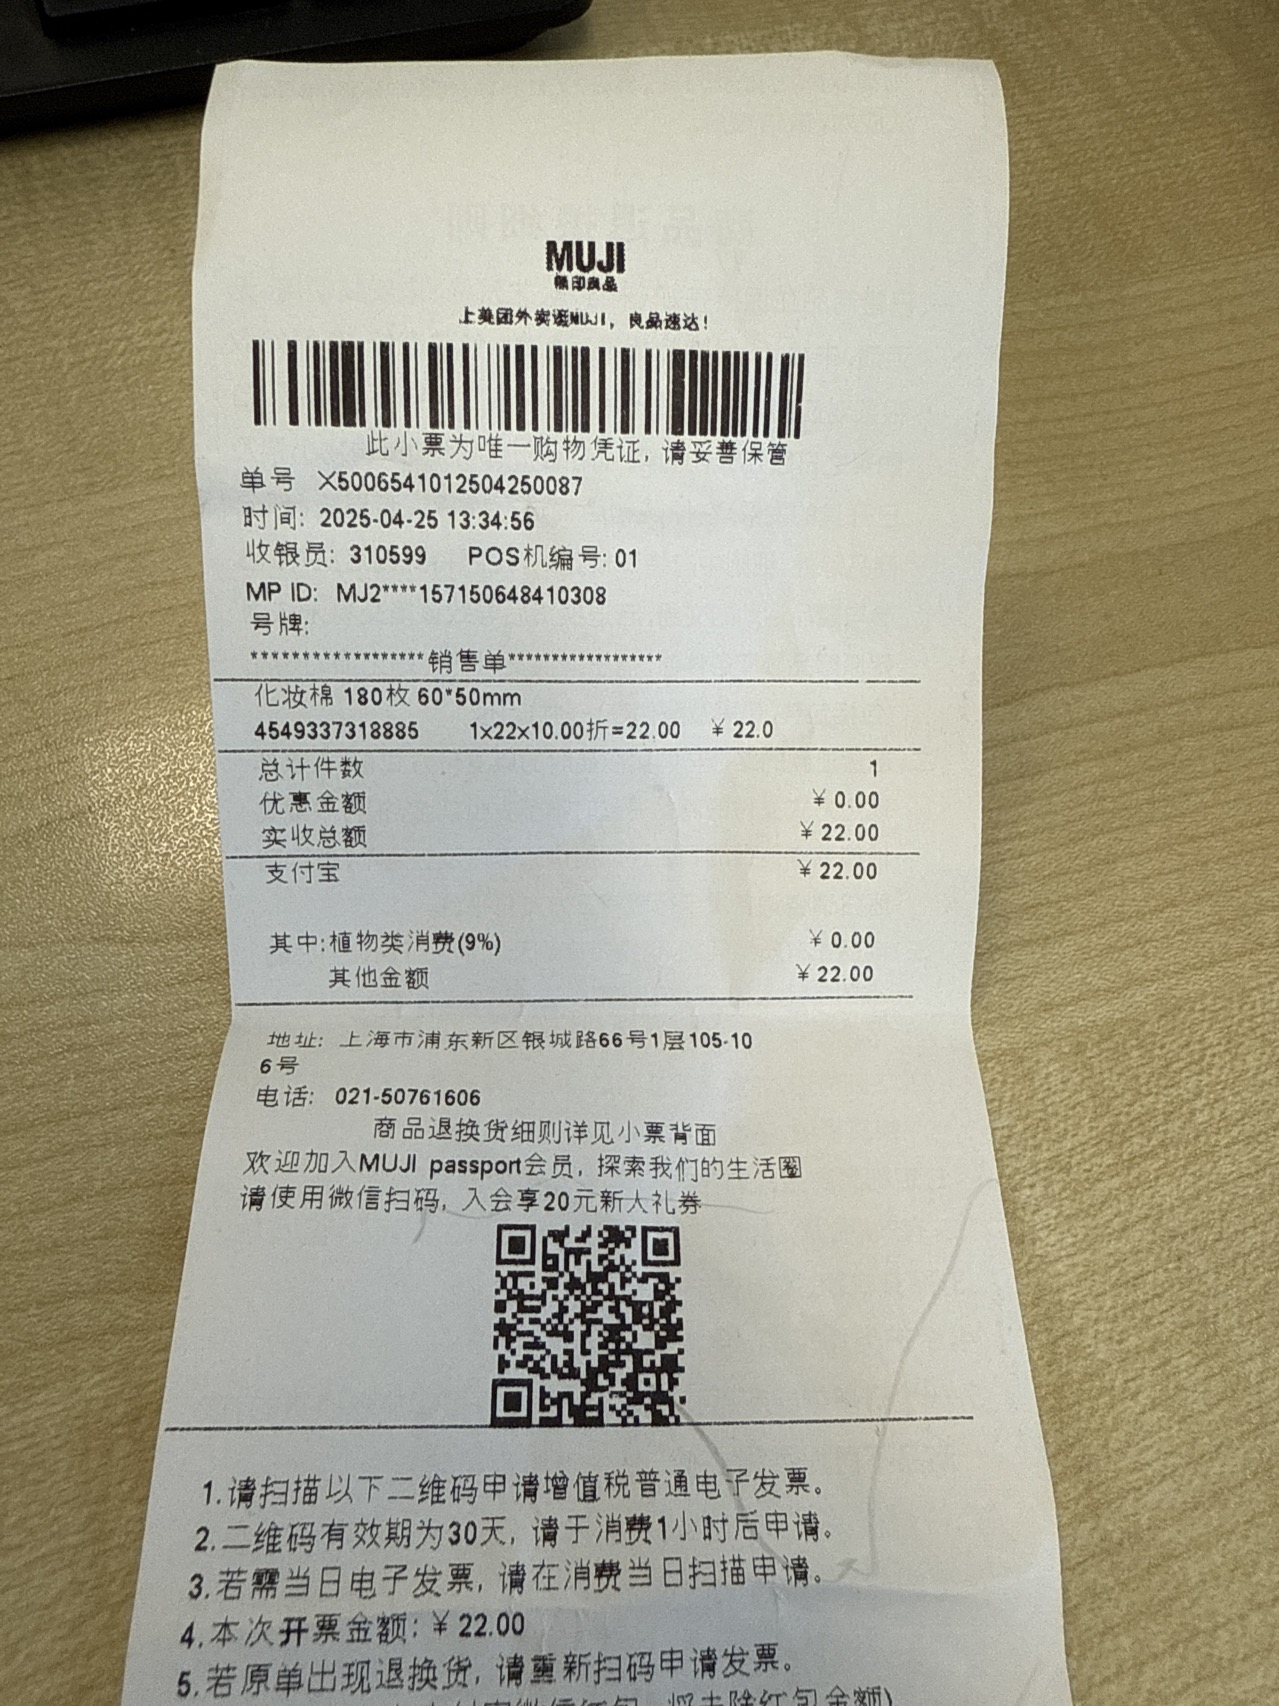 MUJI
無印良品
上美团外卖逛MUJI，良品速达！
此小票为唯一购物凭证, 请妥善保管
单号 X5006541012504250087
时间: 2025-04-25 13:34:56
收银员: 310599 POS机编号: 01
MP ID: MJ2****157150648410308
号牌:
******************销售单****************
化妆棉 180枚 60*50mm
4549337318885 1x22x10.00折=22.00 ￥22.0
总计件数 1
优惠金额 ￥0.00
实收总额 ￥22.00
支付宝 ￥22.00
其中:植物类消费(9%) ￥0.00
其他金额 ￥22.00
地址: 上海市浦东新区银城路66号1层105-10
6号
电话: 021-50761606
商品退换货细则详见小票背面
欢迎加入MUJI passport会员, 探索我们的生活圈
请使用微信扫码, 入会享20元新人礼券
1.请扫描以下二维码申请增值税普通电子发票。
2.二维码有效期为30天, 请于消费1小时后申请。
3.若需当日电子发票, 请在消费当日扫描申请。
4.本次开票金额: ￥22.00
5.若原单出现退换货, 请重新扫码申请发票。